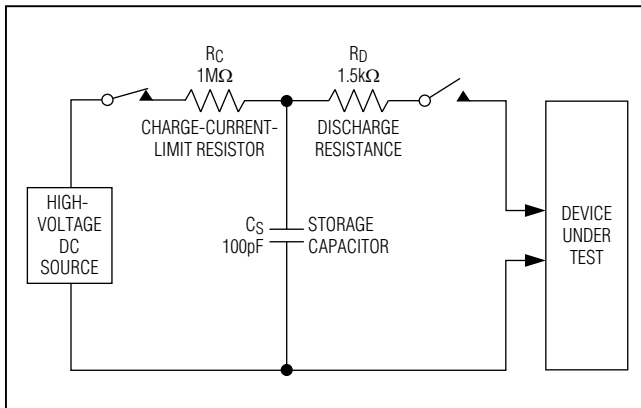 RC
1MΩ
CHARGE-CURRENT-
LIMIT RESISTOR
RD
1.5kΩ
DISCHARGE
RESISTANCE
HIGH-
VOLTAGE
DC
SOURCE
CS
100pF
STORAGE
CAPACITOR
DEVICE
UNDER
TEST